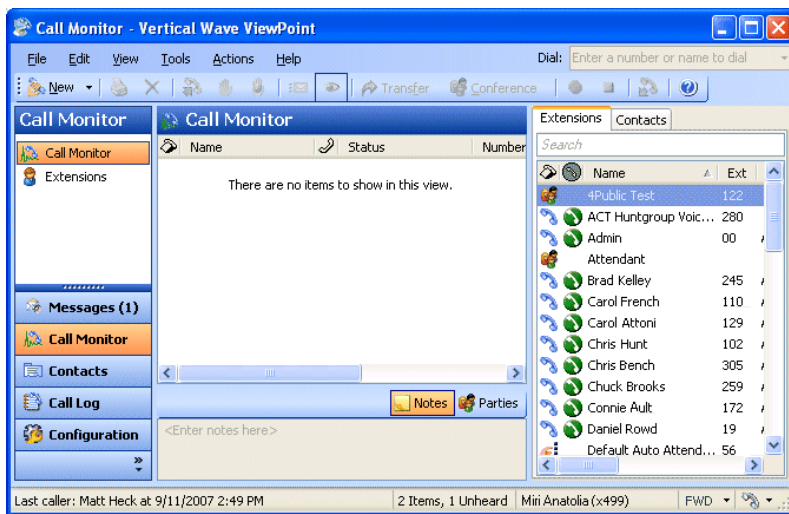 Call Monitor - Vertical Wave ViewPoint
File Edit View Tools Actions Help Dial: Enter a number or name to dial
New Transfer Conference
Call Monitor
Call Monitor
Extensions
Messages (1)
Call Monitor
Contacts
Call Log
Configuration
Call Monitor
Name Status Number
There are no items to show in this view.
Notes Parties
<Enter notes here>
Extensions Contacts
Search
Name Ext
4Public Test 122
ACT Huntgroup Voic... 280
Admin 00
Attendant
Brad Kelley 245
Carol French 110
Carol Attoni 129
Chris Hunt 102
Chris Bench 305
Chuck Brooks 259
Connie Ault 172
Daniel Rowd 19
Default Auto Attend... 56
Last caller: Matt Heck at 9/11/2007 2:49 PM 2 Items, 1 Unheard Miri Anatolia (x499) FWD